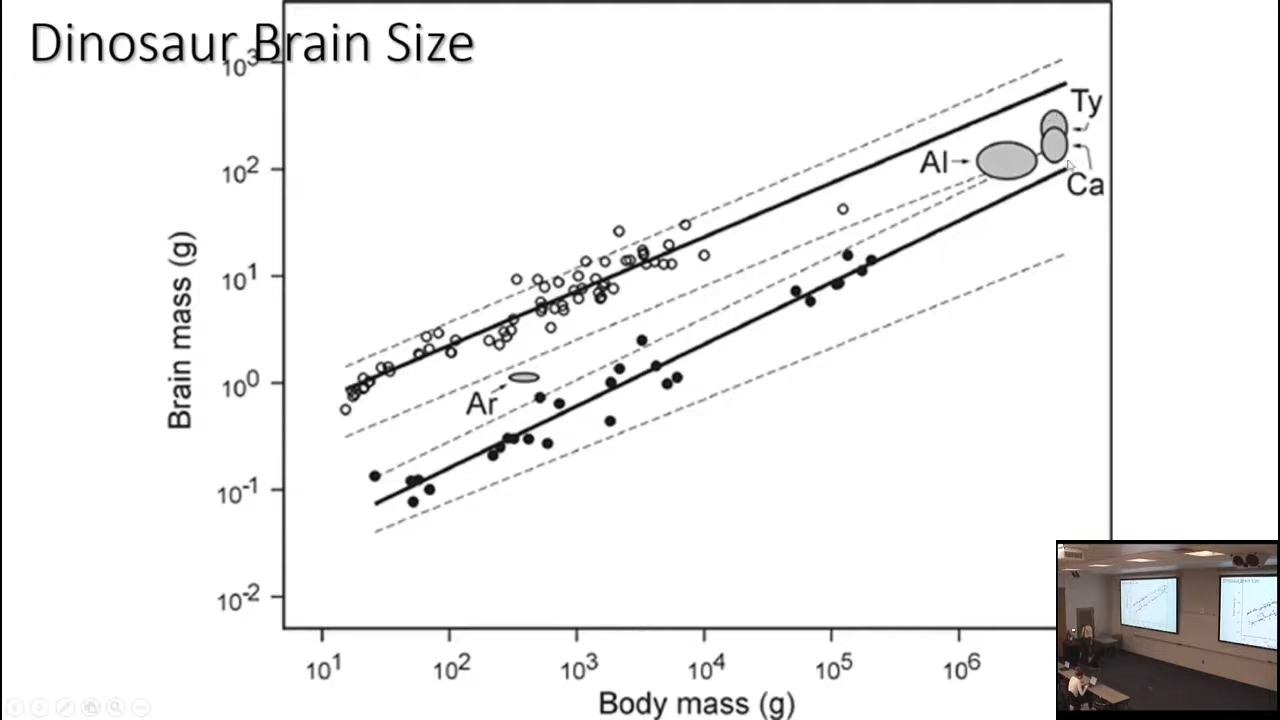 Dinosaur Brain Size
10³
10²
10¹
10⁰
10⁻¹
10⁻²
Brain mass (g)
Ty
Al
Ca
Ar
10¹ 10² 10³ 10⁴ 10⁵ 10⁶
Body mass (g)